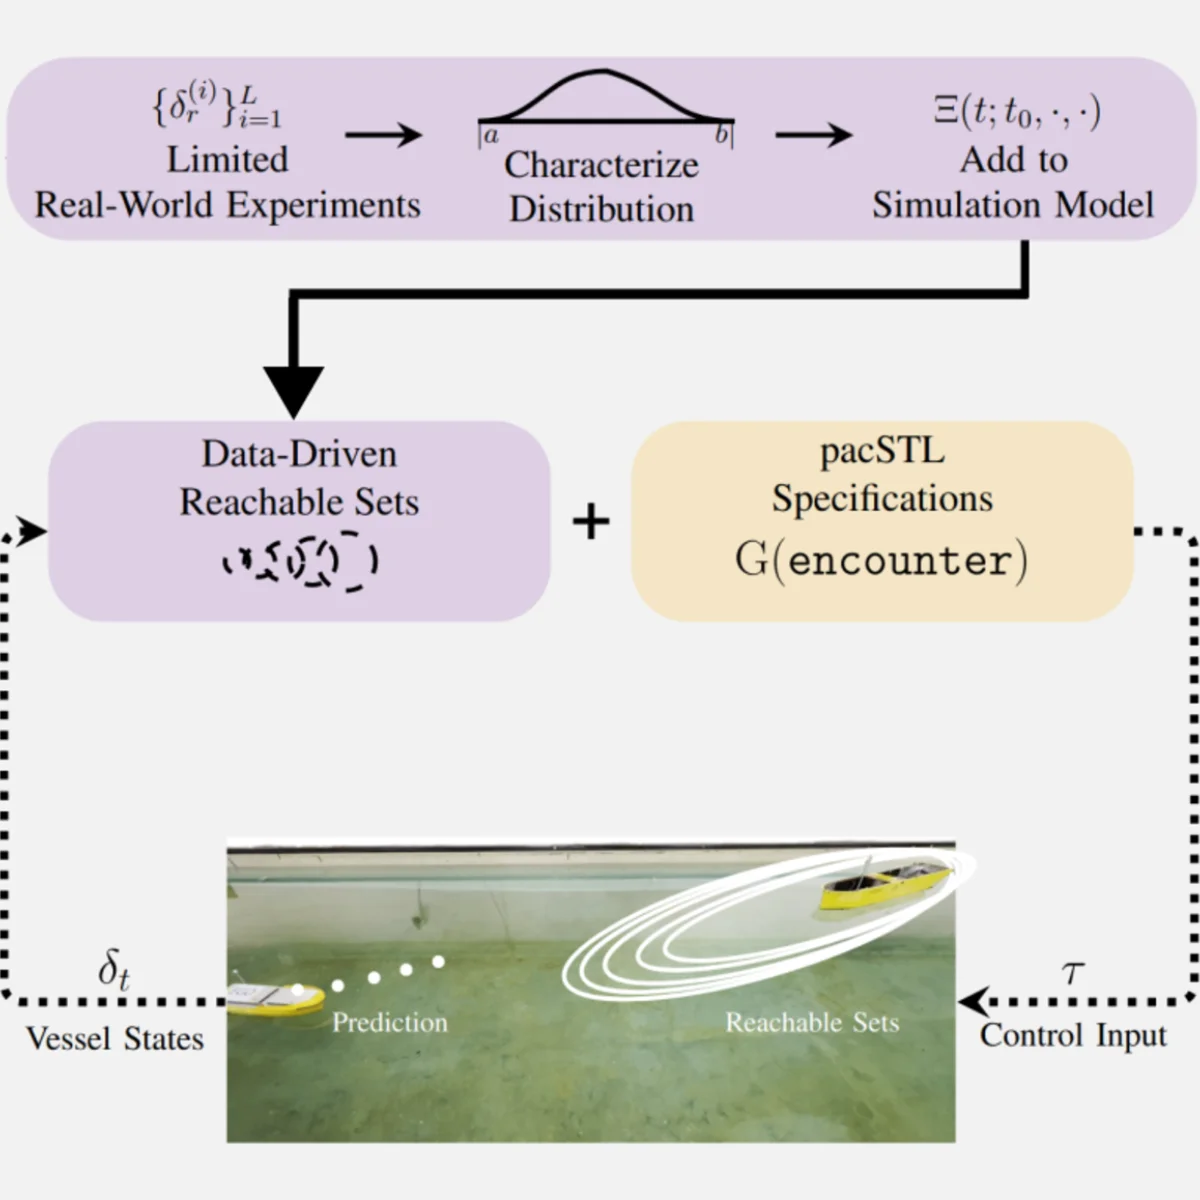 {δ_r^(i)}_{i=1}^L
Limited
Real-World Experiments
|a b|
Characterize
Distribution
Ξ(t; t₀, ·, ·)
Add to
Simulation Model
Data-Driven
Reachable Sets
+
pacSTL
Specifications
G(encounter)
δ_t
Vessel States
Prediction
Reachable Sets
τ
Control Input